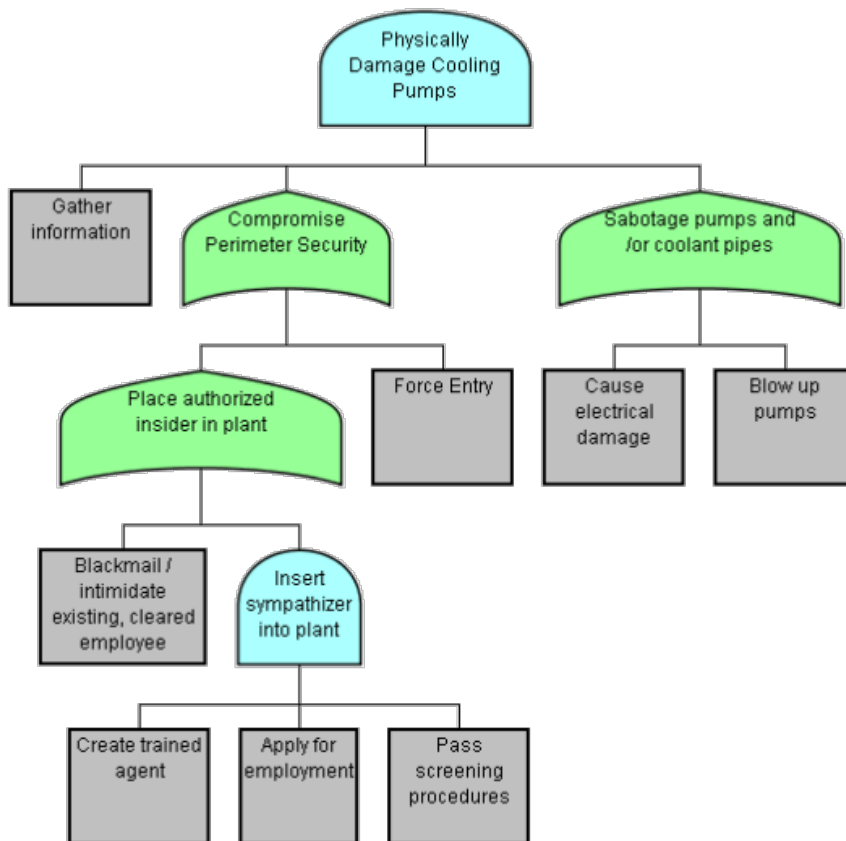 Physically
Damage Cooling
Pumps
Gather
information
Compromise
Perimeter Security
Sabotage pumps and
/or coolant pipes
Place authorized
insider in plant
Force Entry
Cause
electrical
damage
Blow up
pumps
Blackmail /
intimidate
existing, cleared
employee
Insert
sympathizer
into plant
Create trained
agent
Apply for
employment
Pass
screening
procedures